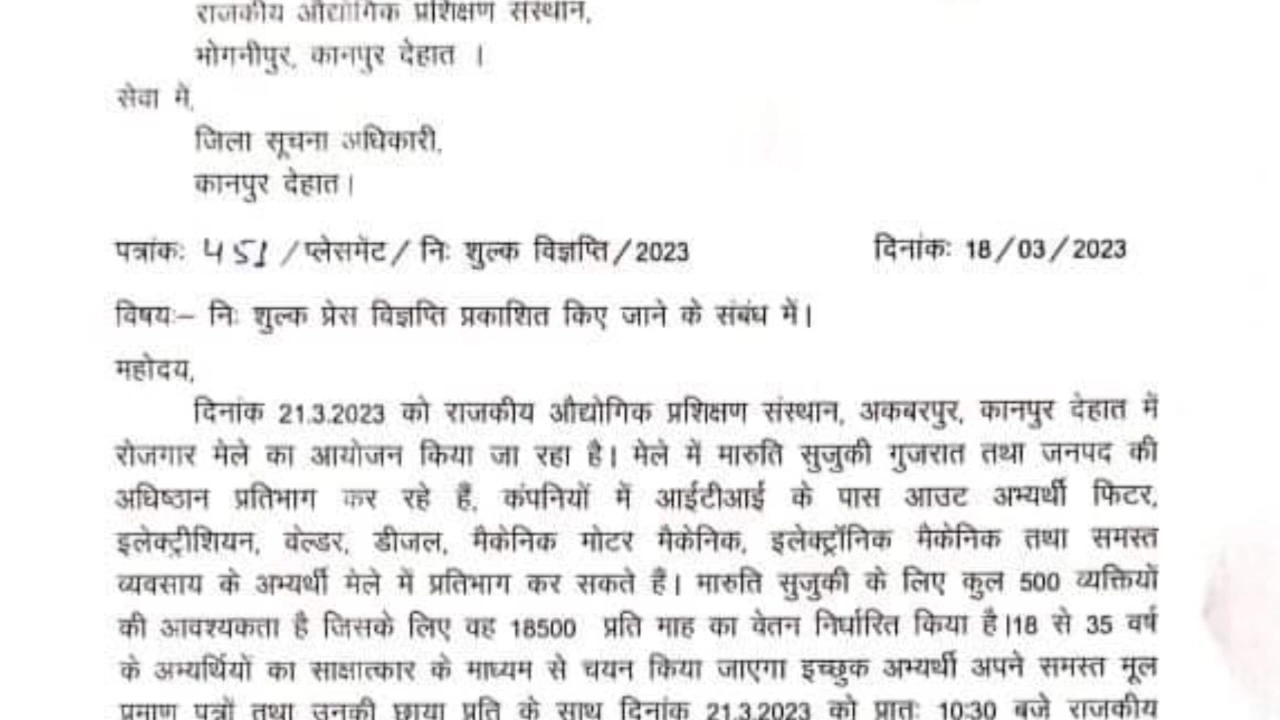 राजकीय औद्योगिक प्रशिक्षण संस्थान,
भोगनीपुर, कानपुर देहात ।
सेवा में,
जिला सूचना अधिकारी,
कानपुर देहात।
पत्रांकः 451 /प्लेसमेंट/ निः शुल्क विज्ञप्ति/2023 दिनांकः 18/03/2023
विषयः– निः शुल्क प्रेस विज्ञप्ति प्रकाशित किए जाने के संबंध में।
महोदय,
दिनांक 21.3.2023 को राजकीय औद्योगिक प्रशिक्षण संस्थान, अकबरपुर, कानपुर देहात में
रोजगार मेले का आयोजन किया जा रहा है। मेले में मारुति सुजुकी गुजरात तथा जनपद की
अधिष्ठान प्रतिभाग कर रहे हैं, कंपनियों में आईटीआई के पास आउट अभ्यर्थी फिटर,
इलेक्ट्रीशियन, वेल्डर, डीजल, मैकेनिक मोटर मैकेनिक, इलेक्ट्रॉनिक मैकेनिक तथा समस्त
व्यवसाय के अभ्यर्थी मेले में प्रतिभाग कर सकते हैं। मारुति सुजुकी के लिए कुल 500 व्यक्तियों
की आवश्यकता है जिसके लिए वह 18500 प्रति माह का वेतन निर्धारित किया है।18 से 35 वर्ष
के अभ्यर्थियों का साक्षात्कार के माध्यम से चयन किया जाएगा इच्छुक अभ्यर्थी अपने समस्त मूल
प्रमाण पत्रों तथा उनकी छाया प्रति के साथ दिनांक 21.3.2023 को प्रातः 10:30 बजे राजकीय